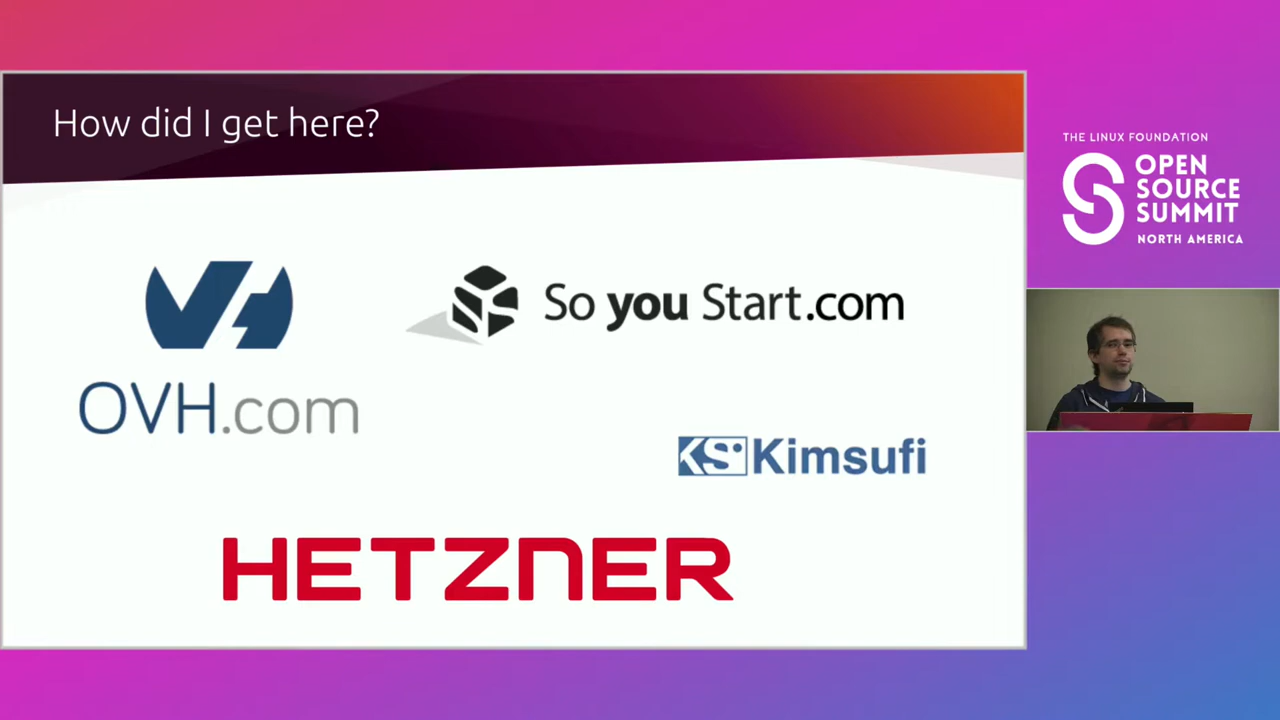 How did I get here?
OVH.com
So you Start.com
KS Kimsufi
HETZNER
THE LINUX FOUNDATION
OPEN
SOURCE
SUMMIT
NORTH AMERICA